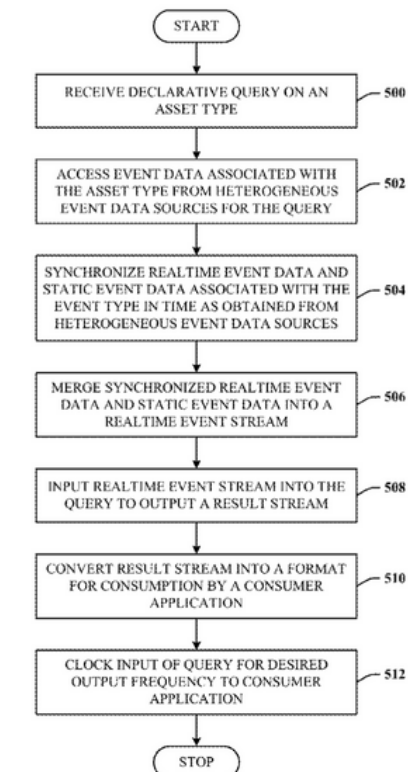 START
RECEIVE DECLARATIVE QUERY ON AN
ASSET TYPE
500
ACCESS EVENT DATA ASSOCIATED WITH
THE ASSET TYPE FROM HETEROGENEOUS
EVENT DATA SOURCES FOR THE QUERY
502
SYNCHRONIZE REALTIME EVENT DATA AND
STATIC EVENT DATA ASSOCIATED WITH THE
EVENT TYPE IN TIME AS OBTAINED FROM
HETEROGENEOUS EVENT DATA SOURCES
504
MERGE SYNCHRONIZED REALTIME EVENT
DATA AND STATIC EVENT DATA INTO A
REALTIME EVENT STREAM
506
INPUT REALTIME EVENT STREAM INTO THE
QUERY TO OUTPUT A RESULT STREAM
508
CONVERT RESULT STREAM INTO A FORMAT
FOR CONSUMPTION BY A CONSUMER
APPLICATION
510
CLOCK INPUT OF QUERY FOR DESIRED
OUTPUT FREQUENCY TO CONSUMER
APPLICATION
512
STOP